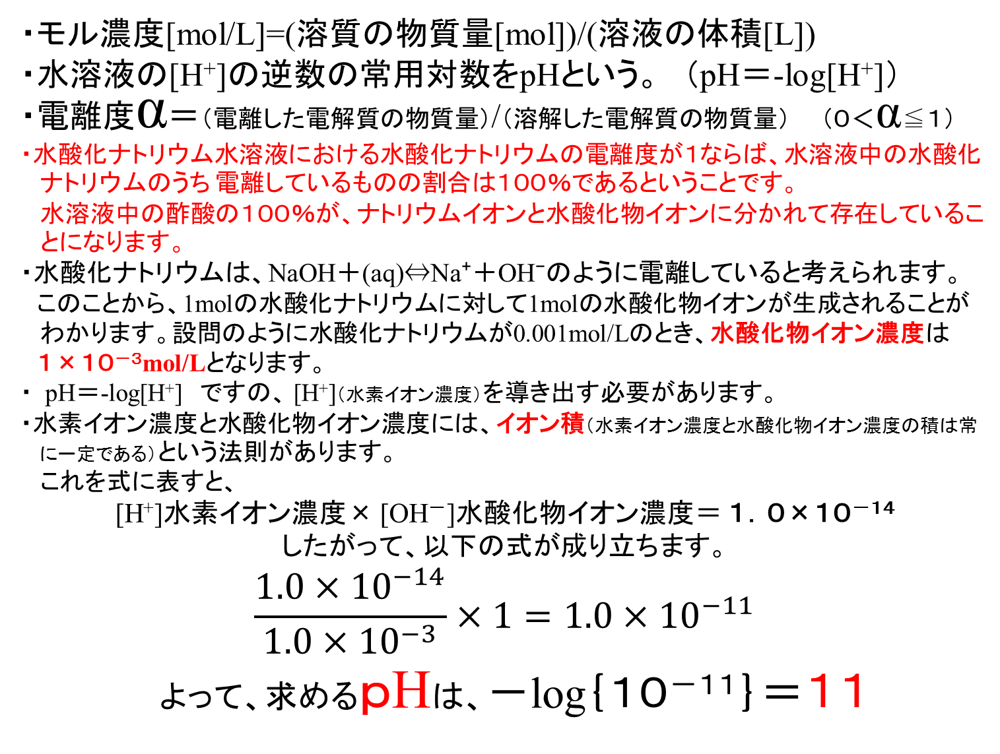 ・モル濃度[mol/L]=(溶質の物質量[mol])/(溶液の体積[L])
・水溶液の[H⁺]の逆数の常用対数をpHという。（pH＝-log[H⁺]）
・電離度α＝（電離した電解質の物質量）/（溶解した電解質の物質量）　（０＜α≦１）
・水酸化ナトリウム水溶液における水酸化ナトリウムの電離度が１ならば、水溶液中の水酸化
ナトリウムのうち 電離しているものの割合は１００％であるということです。
水溶液中の酢酸の１００％が、ナトリウムイオンと水酸化物イオンに分かれて存在しているこ
とになります。
・水酸化ナトリウムは、NaOH＋(aq)⇔Na⁺＋OH⁻のように電離していると考えられます。
このことから、1molの水酸化ナトリウムに対して1molの水酸化物イオンが生成されることが
わかります。設問のように水酸化ナトリウムが0.001mol/Lのとき、水酸化物イオン濃度は
１×１０⁻³mol/Lとなります。
・ pH＝-log[H⁺]　ですの、[H⁺]（水素イオン濃度）を導き出す必要があります。
・水素イオン濃度と水酸化物イオン濃度には、イオン積（水素イオン濃度と水酸化物イオン濃度の積は常
に一定である）という法則があります。
これを式に表すと、
[H⁺]水素イオン濃度× [OH⁻]水酸化物イオン濃度＝１．０×１０⁻¹⁴
したがって、以下の式が成り立ちます。
1.0 × 10⁻¹⁴
1.0 × 10⁻³
× 1 = 1.0 × 10⁻¹¹
よって、求めるpHは、－log{１０⁻¹¹}＝１１